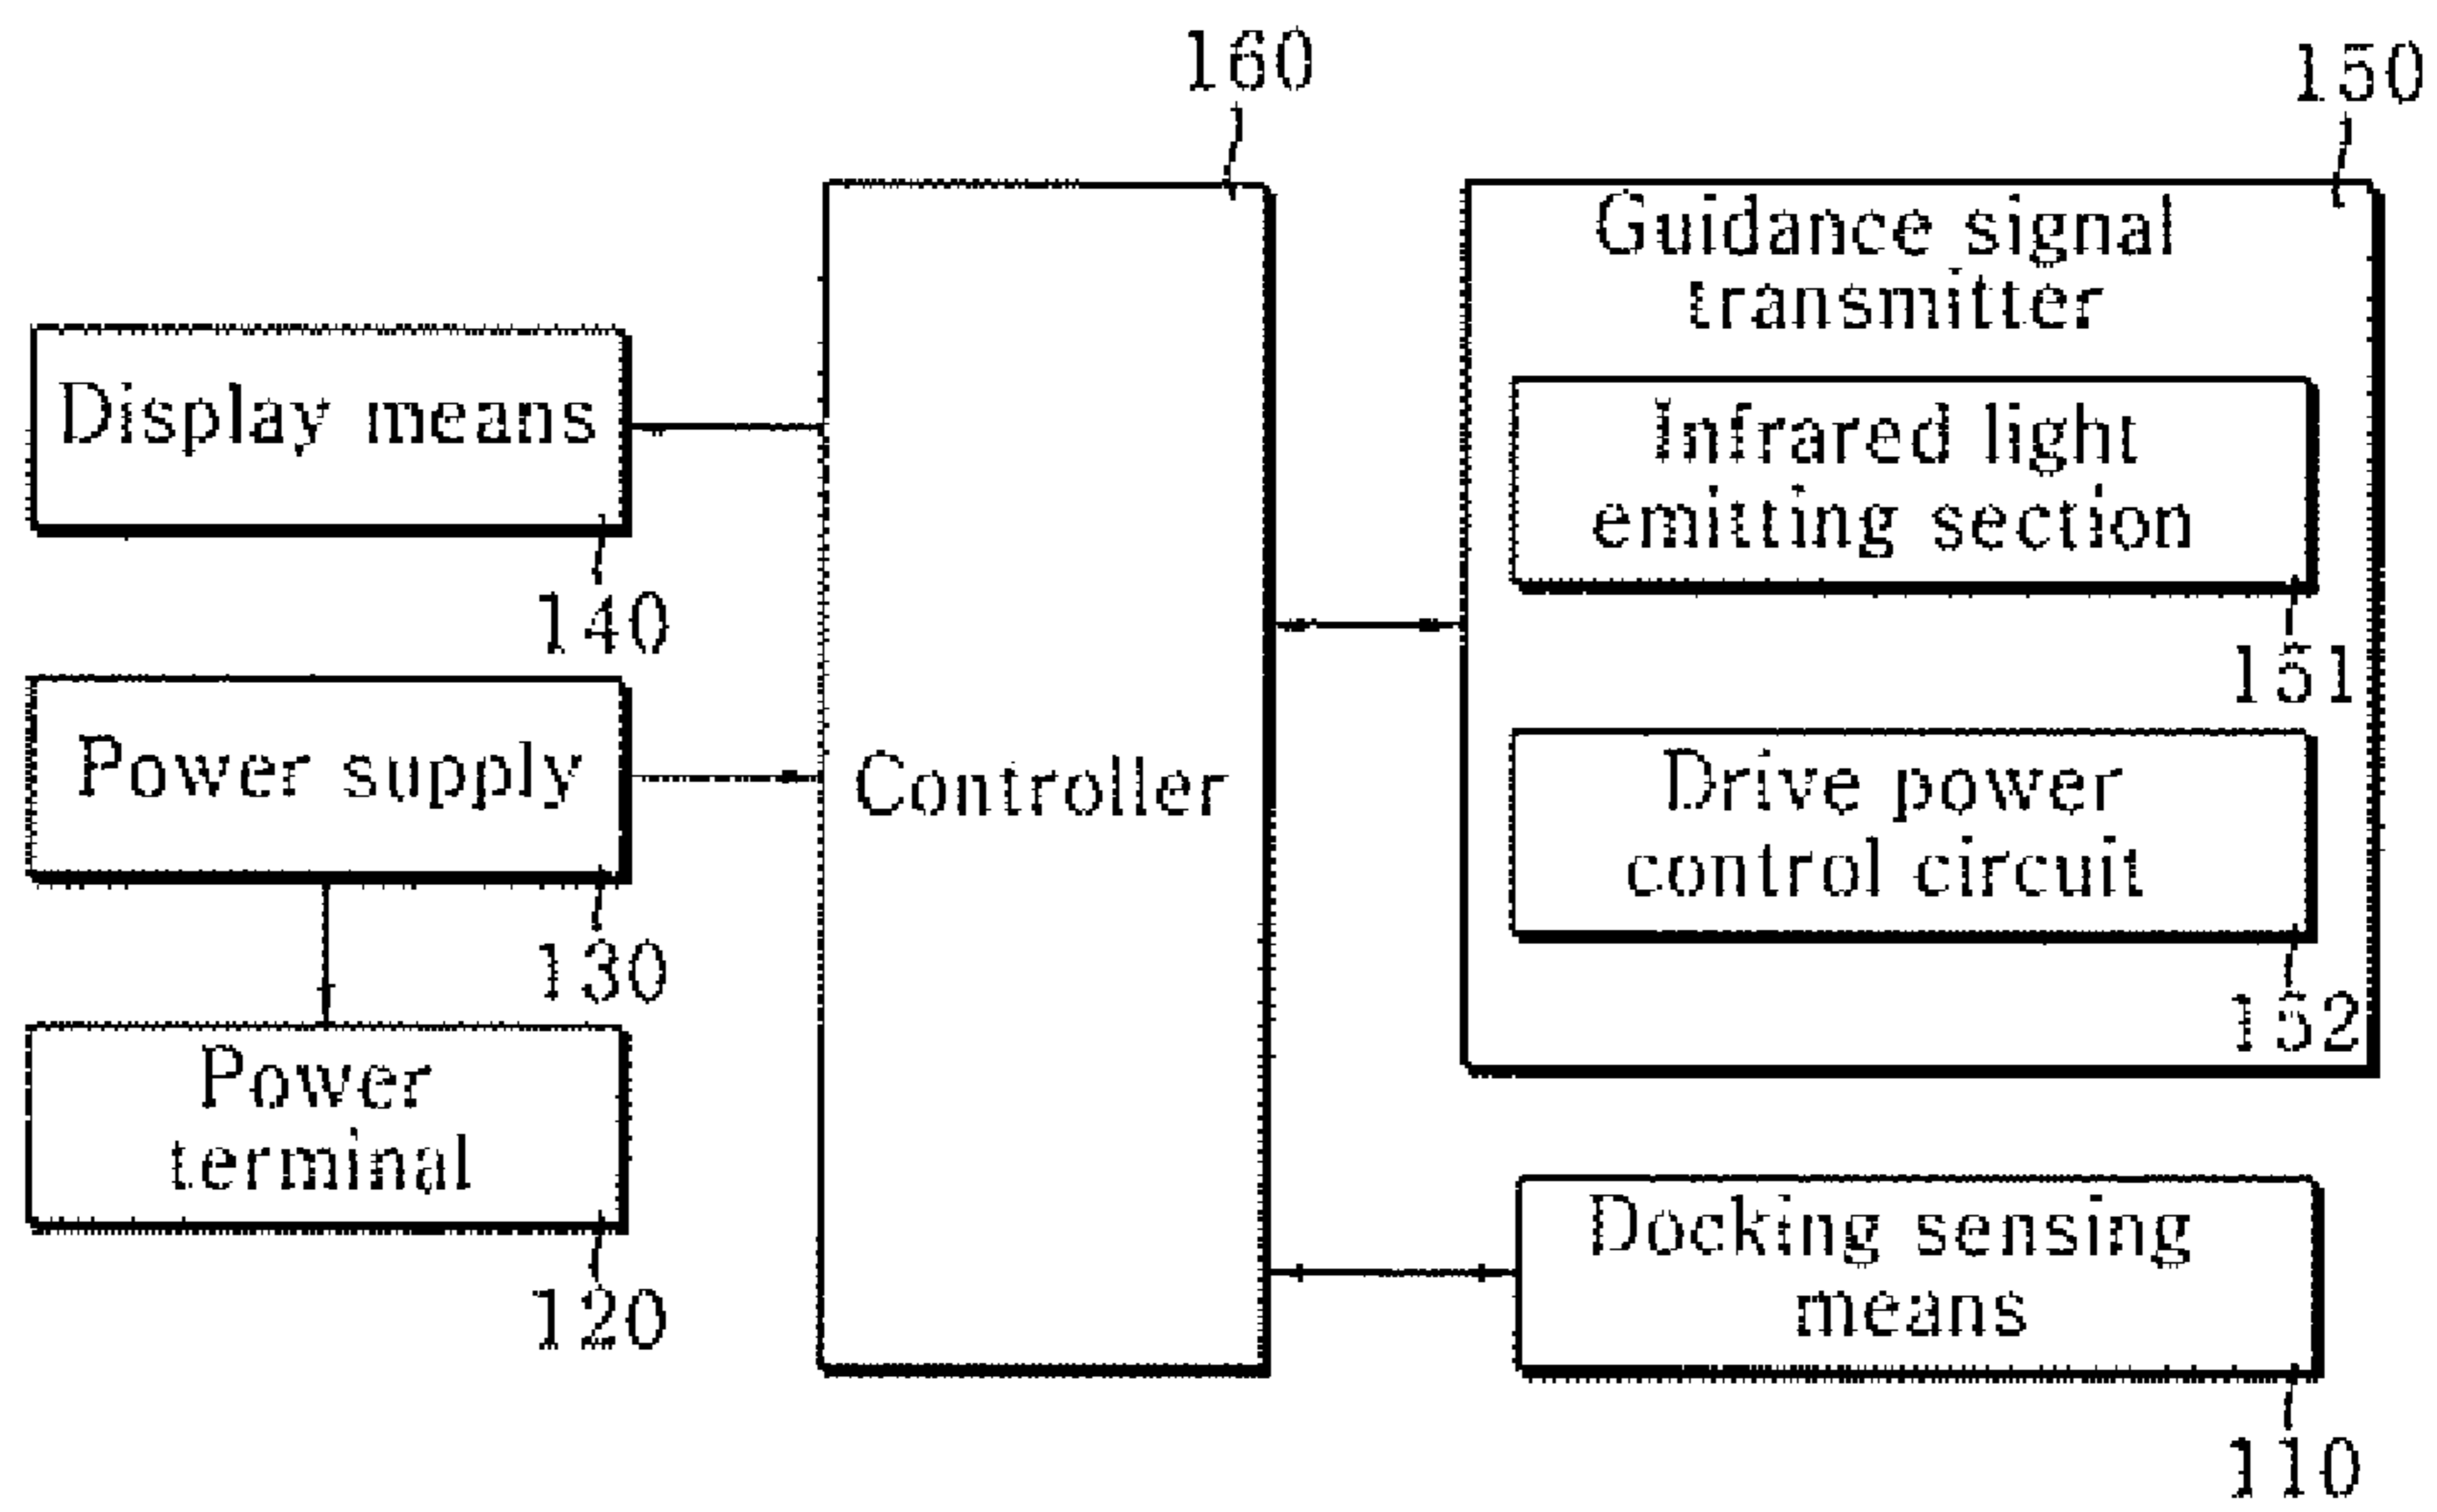 160
150
Guidance signal
transmitter
Display means
Infrared light
emitting section
140
151
Power supply
Controller
Drive power
control circuit
130
152
Power
terminal
Docking sensing
means
120
110